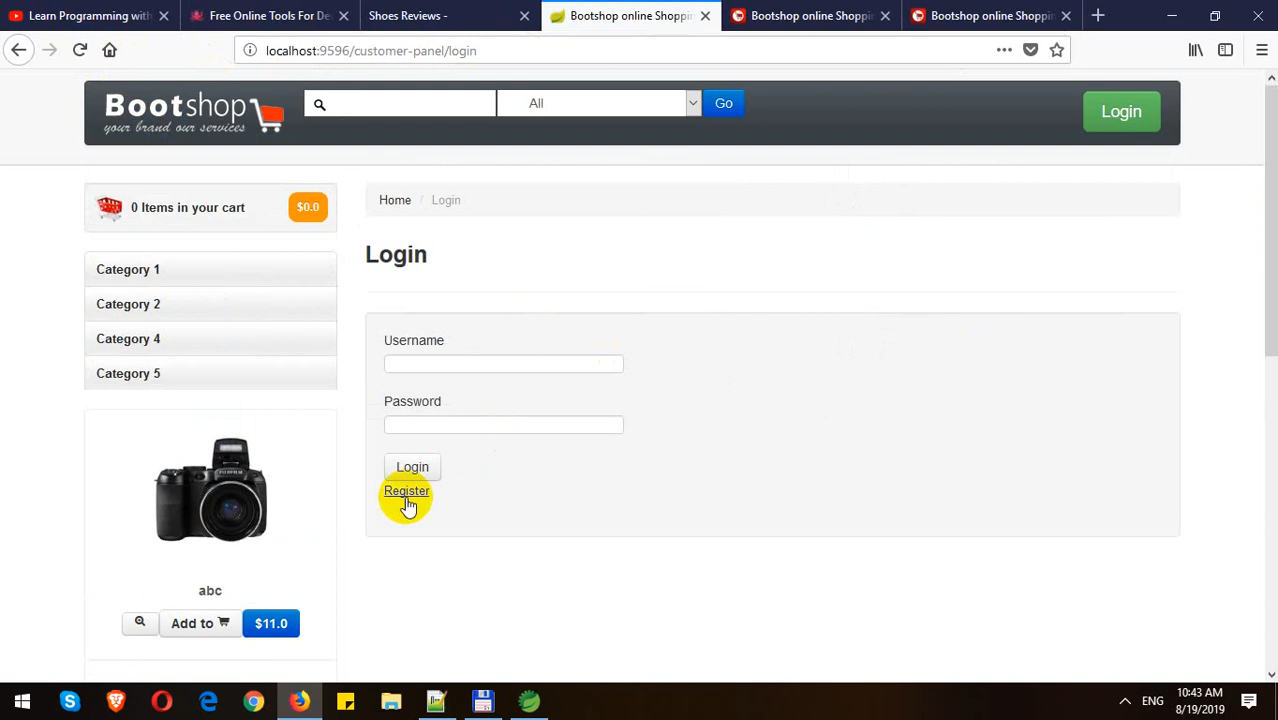 Learn Programming with
Free Online Tools For De
Shoes Reviews -
Bootshop online Shoppin
Bootshop online Shoppin
Bootshop online Shoppin
localhost:9596/customer-panel/login
Bootshop
your brand our services
All
Go
Login
0 Items in your cart
$0.0
Home / Login
Category 1
Category 2
Category 4
Category 5
Login
Username
Password
Login
Register
abc
Add to
$11.0
ENG
10:43 AM
8/19/2019